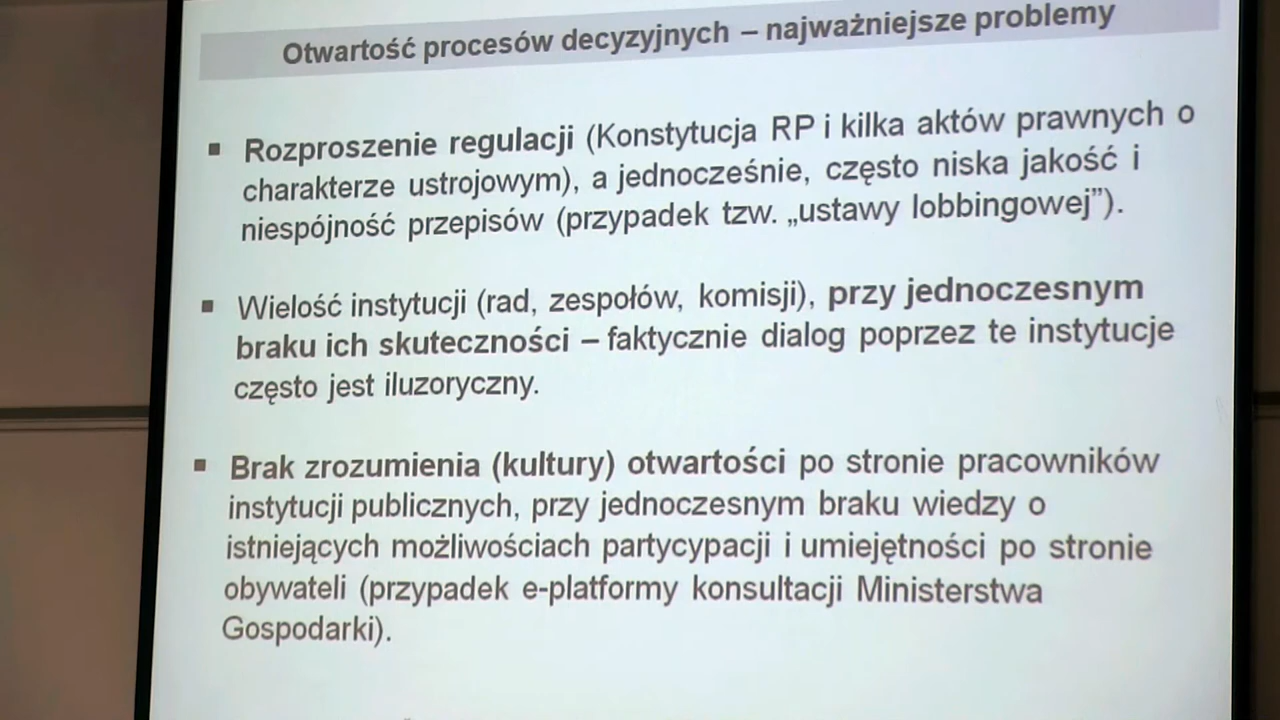 Otwartość procesów decyzyjnych – najważniejsze problemy
▪ Rozproszenie regulacji (Konstytucja RP i kilka aktów prawnych o
charakterze ustrojowym), a jednocześnie, często niska jakość i
niespójność przepisów (przypadek tzw. „ustawy lobbingowej”).
▪ Wielość instytucji (rad, zespołów, komisji), przy jednoczesnym
braku ich skuteczności – faktycznie dialog poprzez te instytucje
często jest iluzoryczny.
▪ Brak zrozumienia (kultury) otwartości po stronie pracowników
instytucji publicznych, przy jednoczesnym braku wiedzy o
istniejących możliwościach partycypacji i umiejętności po stronie
obywateli (przypadek e-platformy konsultacji Ministerstwa
Gospodarki).